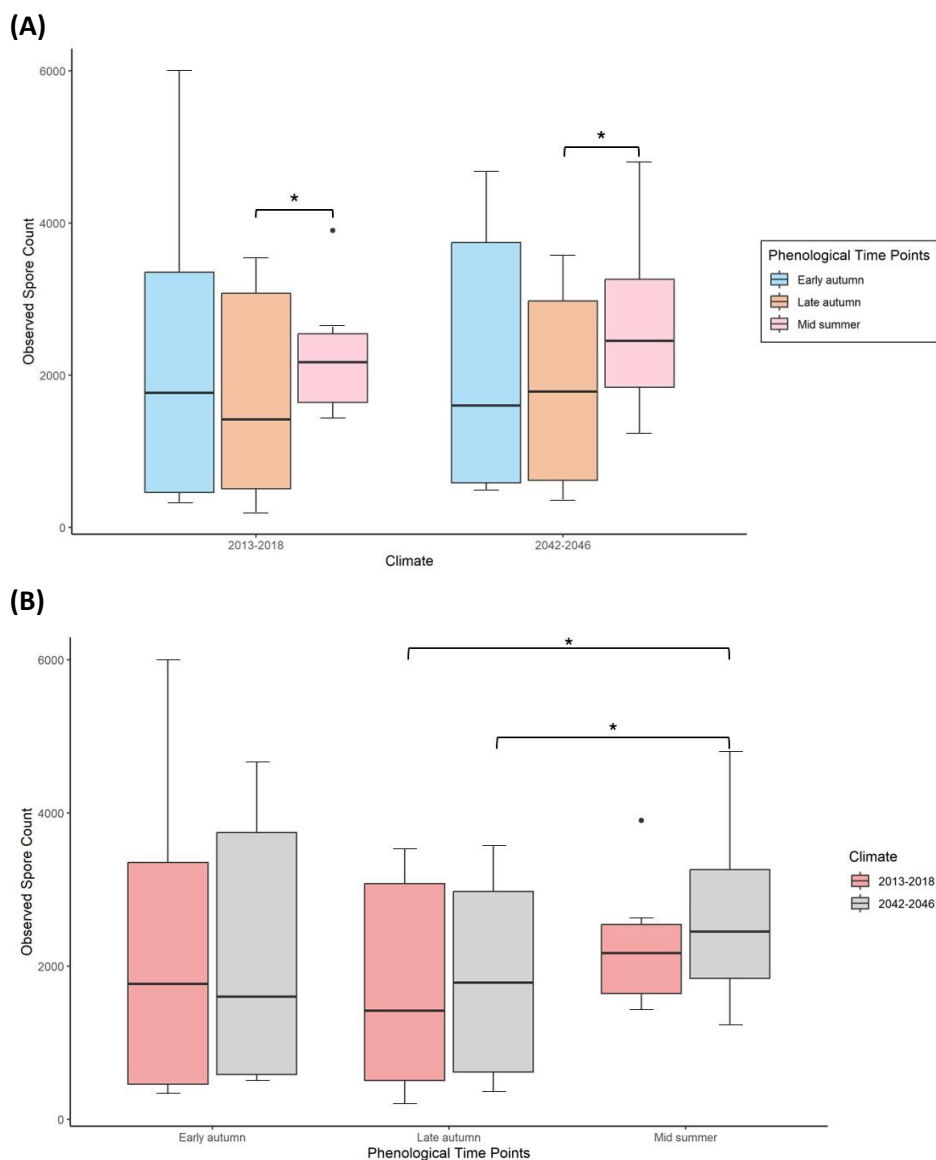 (A)
6000
4000
2000
0
Observed Spore Count
*
*
2013-2018
2042-2046
Climate
Phenological Time Points
Early autumn
Late autumn
Mid summer
(B)
6000
4000
2000
0
Observed Spore Count
*
*
Early autumn
Late autumn
Mid summer
Phenological Time Points
Climate
2013-2018
2042-2046